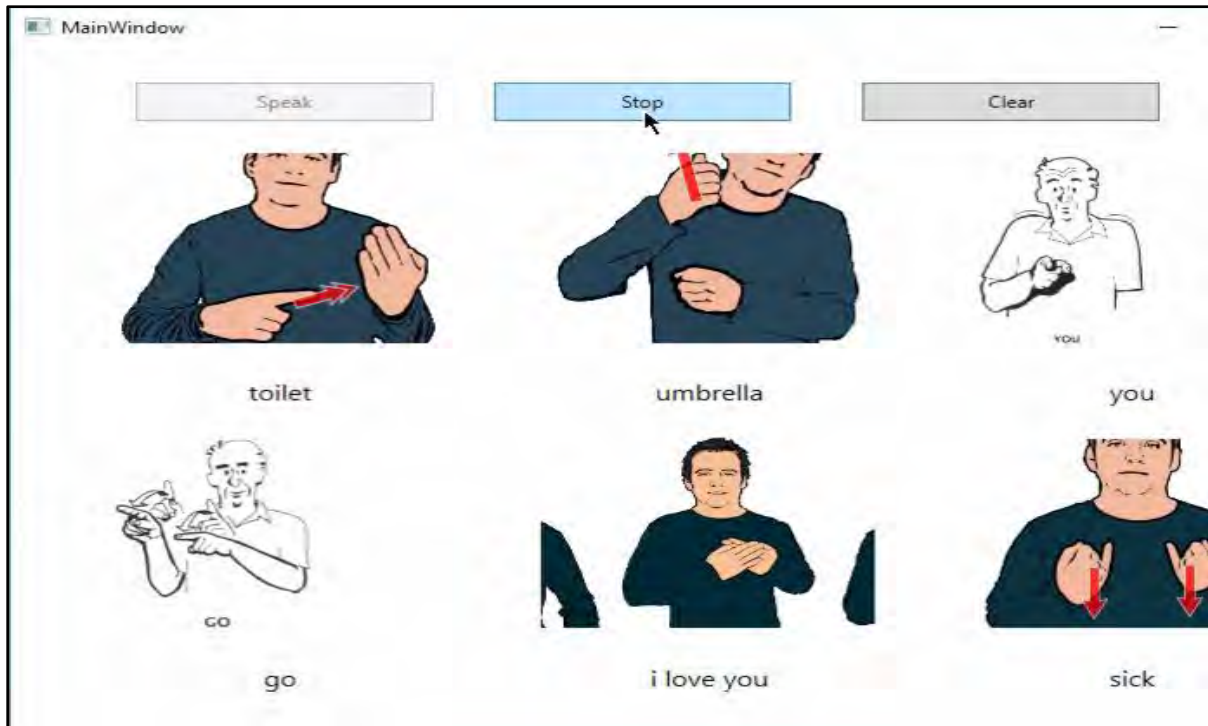 MainWindow
Speak Stop Clear
you
toilet umbrella you
GO
go i love you sick